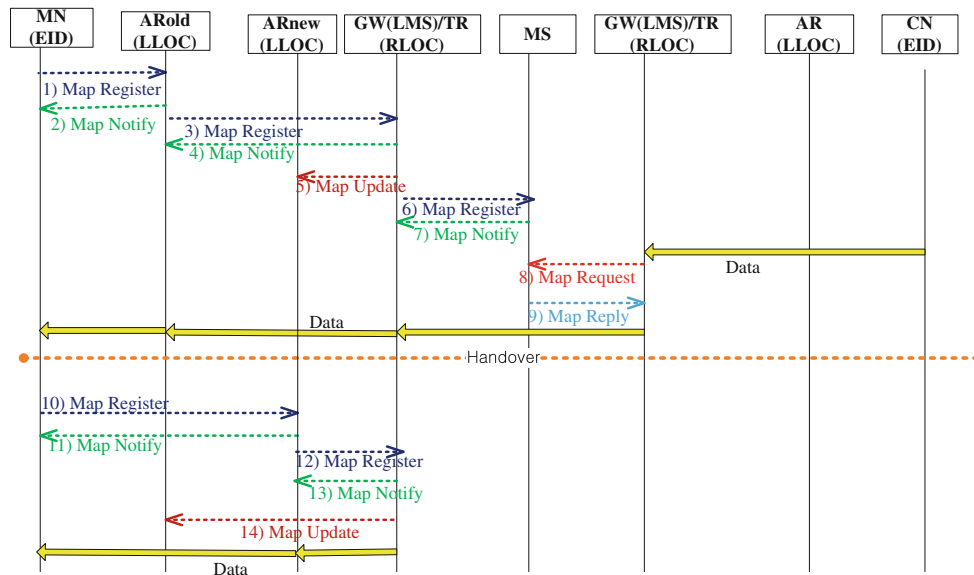 MN
(EID)
ARold
(LLOC)
ARnew
(LLOC)
GW(LMS)/TR
(RLOC)
MS
GW(LMS)/TR
(RLOC)
AR
(LLOC)
CN
(EID)
1) Map Register
2) Map Notify
3) Map Register
4) Map Notify
5) Map Update
6) Map Register
7) Map Notify
Data
8) Map Request
9) Map Reply
Data
Handover
10) Map Register
11) Map Notify
12) Map Register
13) Map Notify
14) Map Update
Data